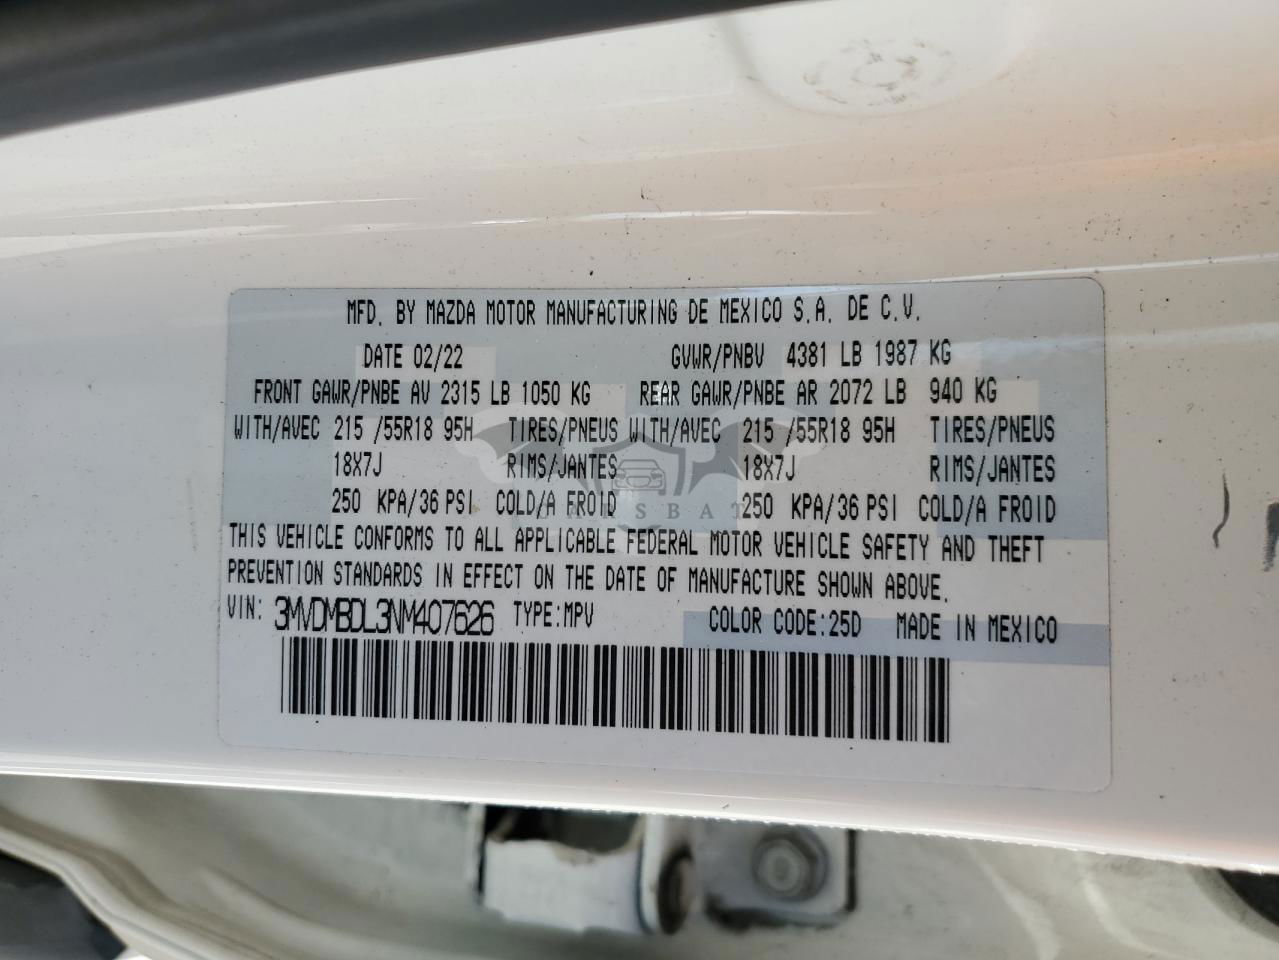 MFD. BY MAZDA MOTOR MANUFACTURING DE MEXICO S.A. DE C.V.
DATE 02/22 GVWR/PNBV 4381 LB 1987 KG
FRONT GAWR/PNBE AV 2315 LB 1050 KG REAR GAWR/PNBE AR 2072 LB 940 KG
WITH/AVEC 215 /55R18 95H TIRES/PNEUS WITH/AVEC 215 /55R18 95H TIRES/PNEUS
18X7J RIMS/JANTES 18X7J RIMS/JANTES
250 KPA/36 PSI COLD/A FROID 250 KPA/36 PSI COLD/A FROID
CARSBAT
THIS VEHICLE CONFORMS TO ALL APPLICABLE FEDERAL MOTOR VEHICLE SAFETY AND THEFT
PREVENTION STANDARDS IN EFFECT ON THE DATE OF MANUFACTURE SHOWN ABOVE.
VIN: 3MVDMBDL3NM407626 TYPE:MPV COLOR CODE:25D MADE IN MEXICO